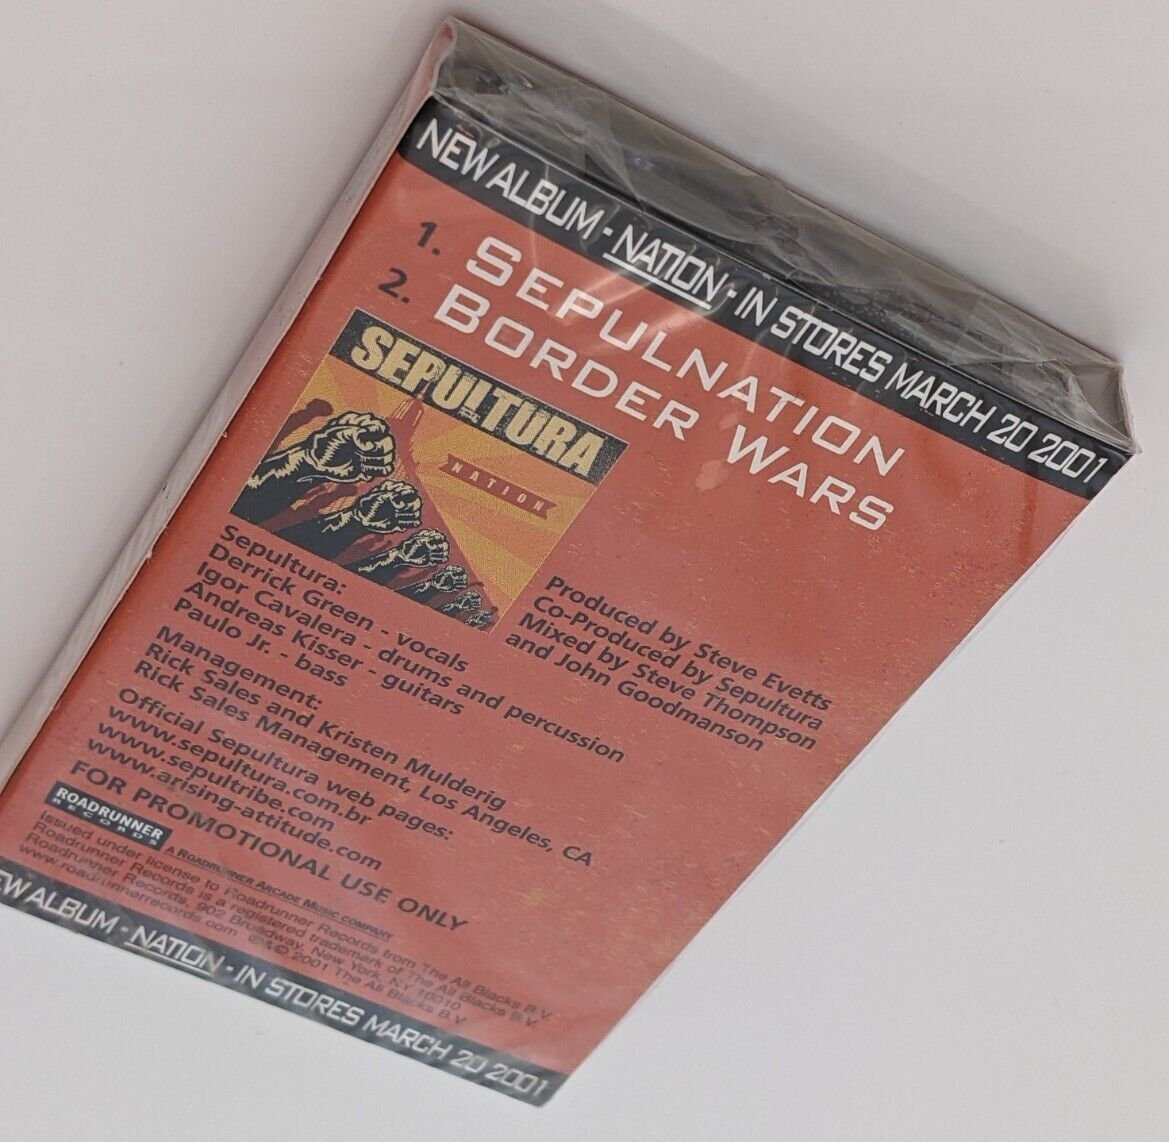 NEW ALBUM - NATION - IN STORES MARCH 20 2001
1. SEPULNATION
2. BORDER WARS
SEPULTURA
NATION
Produced by Steve Evetts
Co-Produced by Sepultura
Mixed by Steve Thompson
and John Goodmanson
Sepultura:
Derrick Green - vocals
Igor Cavalera - drums and percussion
Andreas Kisser - guitars
Paulo Jr. - bass
Management:
Rick Sales and Kristen Mulderig
Rick Sales Management, Los Angeles, CA
Official Sepultura web pages:
www.sepultura.com.br
www.sepultribe.com
www.arising-attitude.com
FOR PROMOTIONAL USE ONLY
ROADRUNNER
RECORDS
A ROADRUNNER ARCADE MUSIC COMPANY
Issued under license to Roadrunner Records from The All Blacks B.V.
Roadrunner Records is a registered trademark of The All Blacks B.V.
Roadrunner Records, 902 Broadway, New York, NY 10010
www.roadrunnerrecords.com ℗&© 2001 The All Blacks B.V.
EW ALBUM - NATION - IN STORES MARCH 20 2001